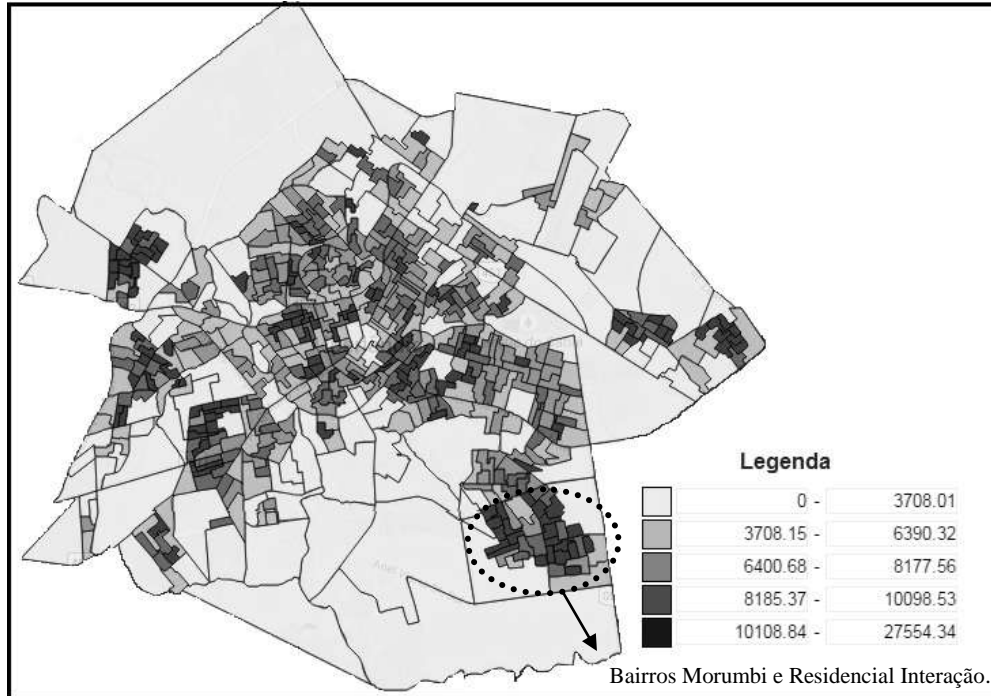 Legenda
0 - 3708.01
3708.15 - 6390.32
6400.68 - 8177.56
8185.37 - 10098.53
10108.84 - 27554.34
Bairros Morumbi e Residencial Interação.